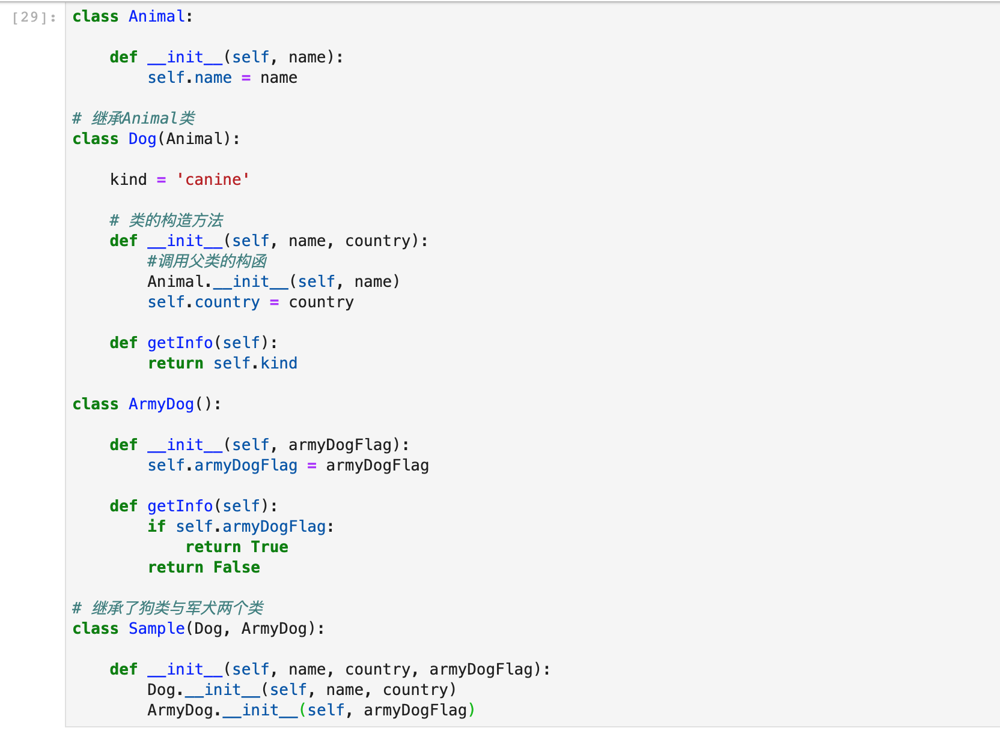 [29]:
class Animal:
    def __init__(self, name):
        self.name = name
# 继承Animal类
class Dog(Animal):
    kind = 'canine'
    # 类的构造方法
    def __init__(self, name, country):
        #调用父类的构函
        Animal.__init__(self, name)
        self.country = country
    def getInfo(self):
        return self.kind
class ArmyDog():
    def __init__(self, armyDogFlag):
        self.armyDogFlag = armyDogFlag
    def getInfo(self):
        if self.armyDogFlag:
            return True
        return False
# 继承了狗类与军犬两个类
class Sample(Dog, ArmyDog):
    def __init__(self, name, country, armyDogFlag):
        Dog.__init__(self, name, country)
        ArmyDog.__init__(self, armyDogFlag)